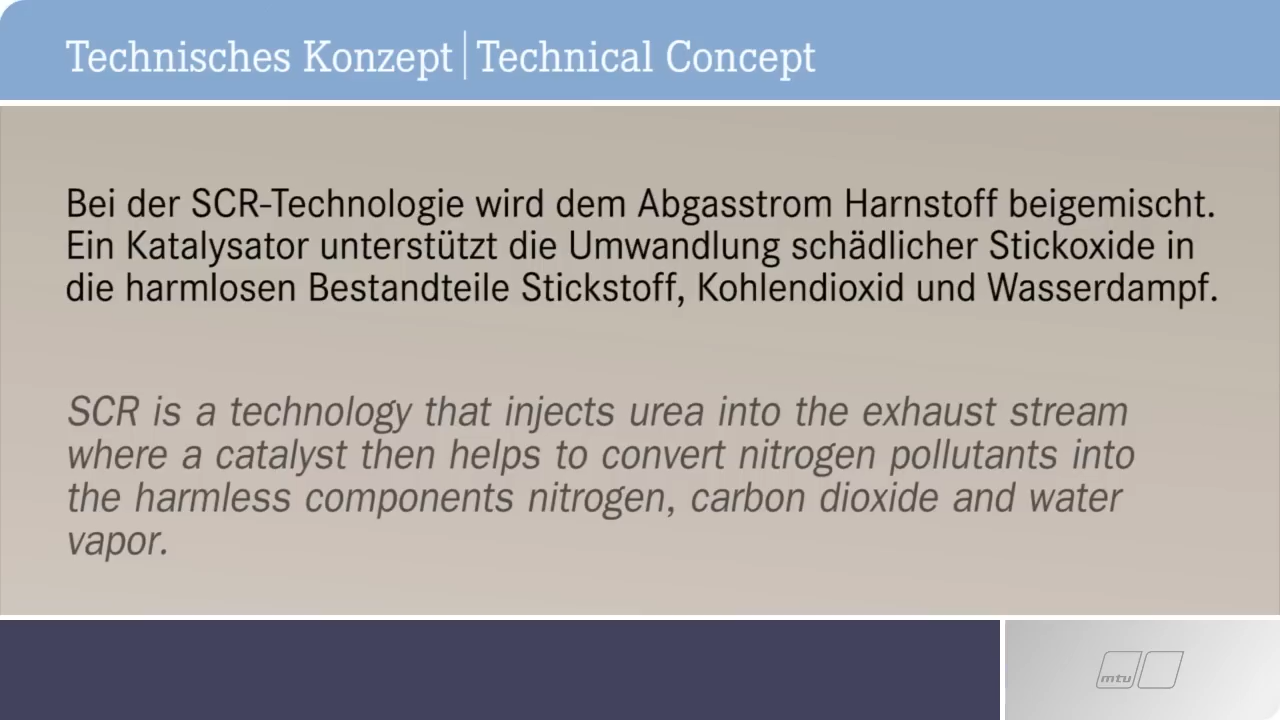 Technisches Konzept | Technical Concept
Bei der SCR-Technologie wird dem Abgasstrom Harnstoff beigemischt.
Ein Katalysator unterstützt die Umwandlung schädlicher Stickoxide in
die harmlosen Bestandteile Stickstoff, Kohlendioxid und Wasserdampf.
SCR is a technology that injects urea into the exhaust stream
where a catalyst then helps to convert nitrogen pollutants into
the harmless components nitrogen, carbon dioxide and water
vapor.
mtu